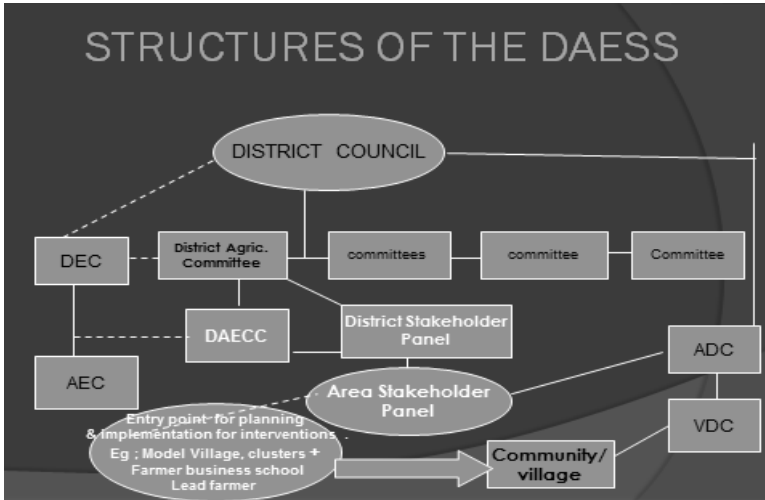 STRUCTURES OF THE DAESS
DISTRICT COUNCIL
DEC
District Agric.
Committee
committees
committee
Committee
DAECC
District Stakeholder
Panel
ADC
AEC
Area Stakeholder
Panel
VDC
Entry point for planning
& implementation for interventions .
Eg ; Model Village, clusters +
Farmer business school
Lead farmer
Community/
village